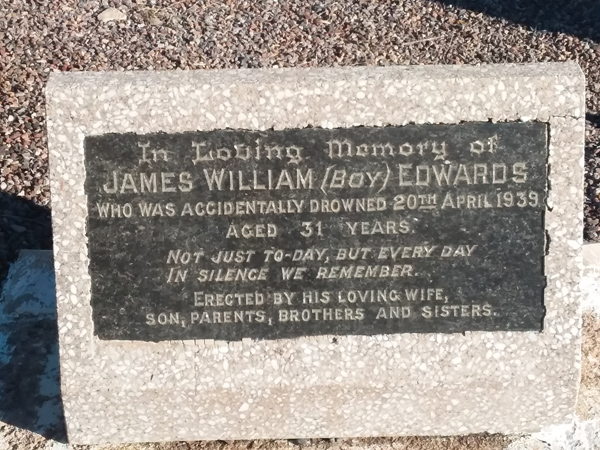 In Loving Memory of
JAMES WILLIAM (BOY) EDWARDS
WHO WAS ACCIDENTALLY DROWNED 20TH APRIL 1939
AGED 31 YEARS.
NOT JUST TO-DAY, BUT EVERY DAY
IN SILENCE WE REMEMBER.
ERECTED BY HIS LOVING WIFE,
SON, PARENTS, BROTHERS AND SISTERS.